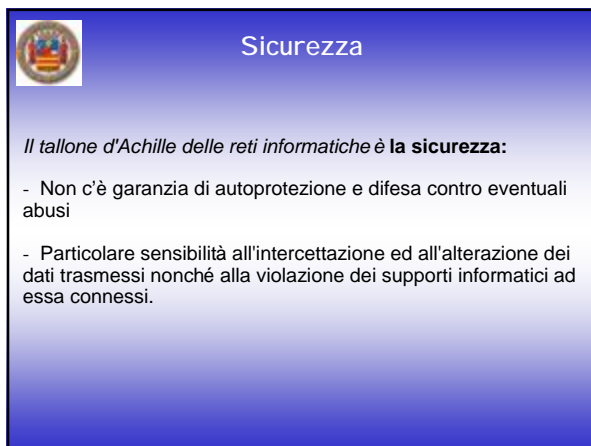 Sicurezza
Il tallone d'Achille delle reti informatiche è la sicurezza:
- Non c'è garanzia di autoprotezione e difesa contro eventuali
abusi
- Particolare sensibilità all'intercettazione ed all'alterazione dei
dati trasmessi nonché alla violazione dei supporti informatici ad
essa connessi.